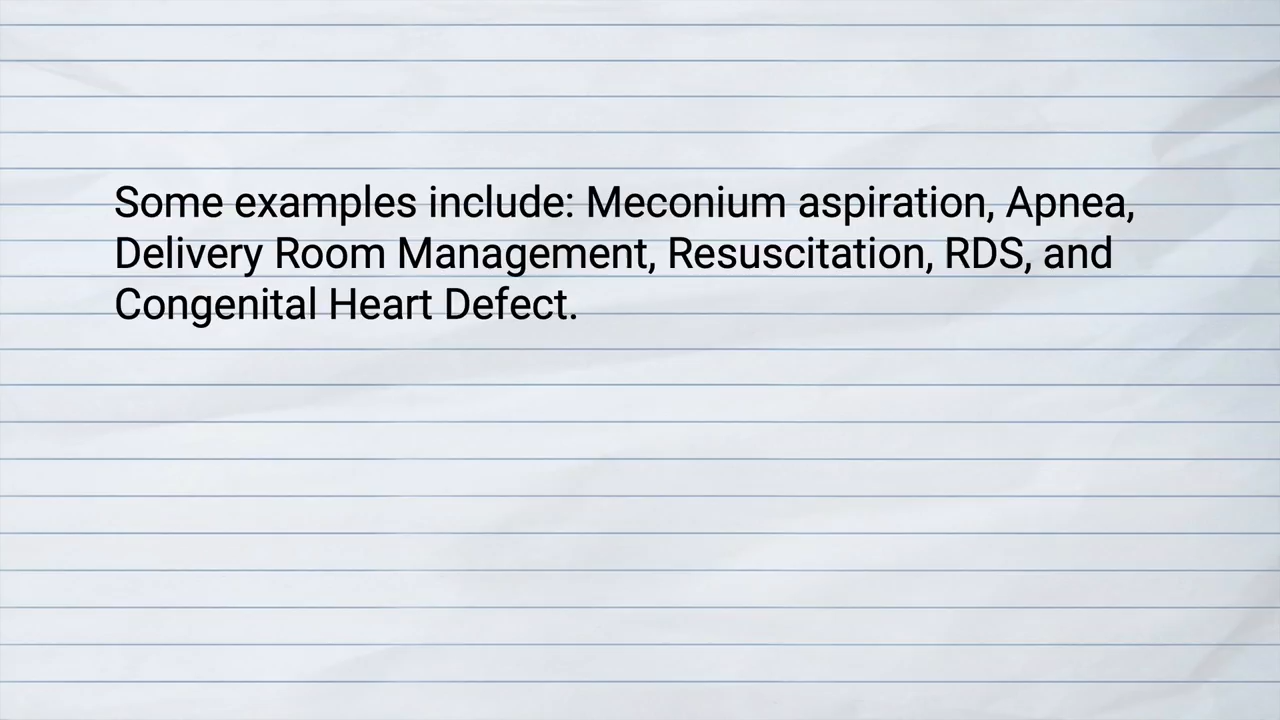 Some examples include: Meconium aspiration, Apnea,
Delivery Room Management, Resuscitation, RDS, and
Congenital Heart Defect.